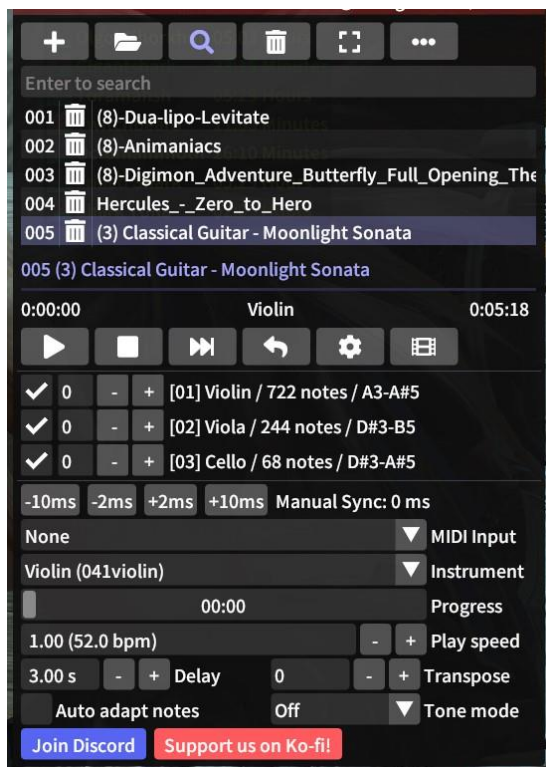 Enter to search
001 (8)-Dua-lipo-Levitate
002 (8)-Animaniacs
003 (8)-Digimon_Adventure_Butterfly_Full_Opening_The
004 Hercules_-_Zero_to_Hero
005 (3) Classical Guitar - Moonlight Sonata
005 (3) Classical Guitar - Moonlight Sonata
0:00:00 Violin 0:05:18
0 - + [01] Violin / 722 notes / A3-A#5
0 - + [02] Viola / 244 notes / D#3-B5
0 - + [03] Cello / 68 notes / D#3-A#5
-10ms -2ms +2ms +10ms Manual Sync: 0 ms
None MIDI Input
Violin (041violin) Instrument
00:00 Progress
1.00 (52.0 bpm) - + Play speed
3.00 s - + Delay 0 - + Transpose
Auto adapt notes Off Tone mode
Join Discord Support us on Ko-fi!